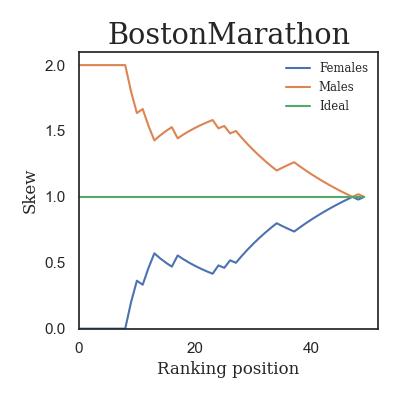 BostonMarathon
2.0
1.5
1.0
0.5
0.0
Skew
Females
Males
Ideal
0 20 40
Ranking position